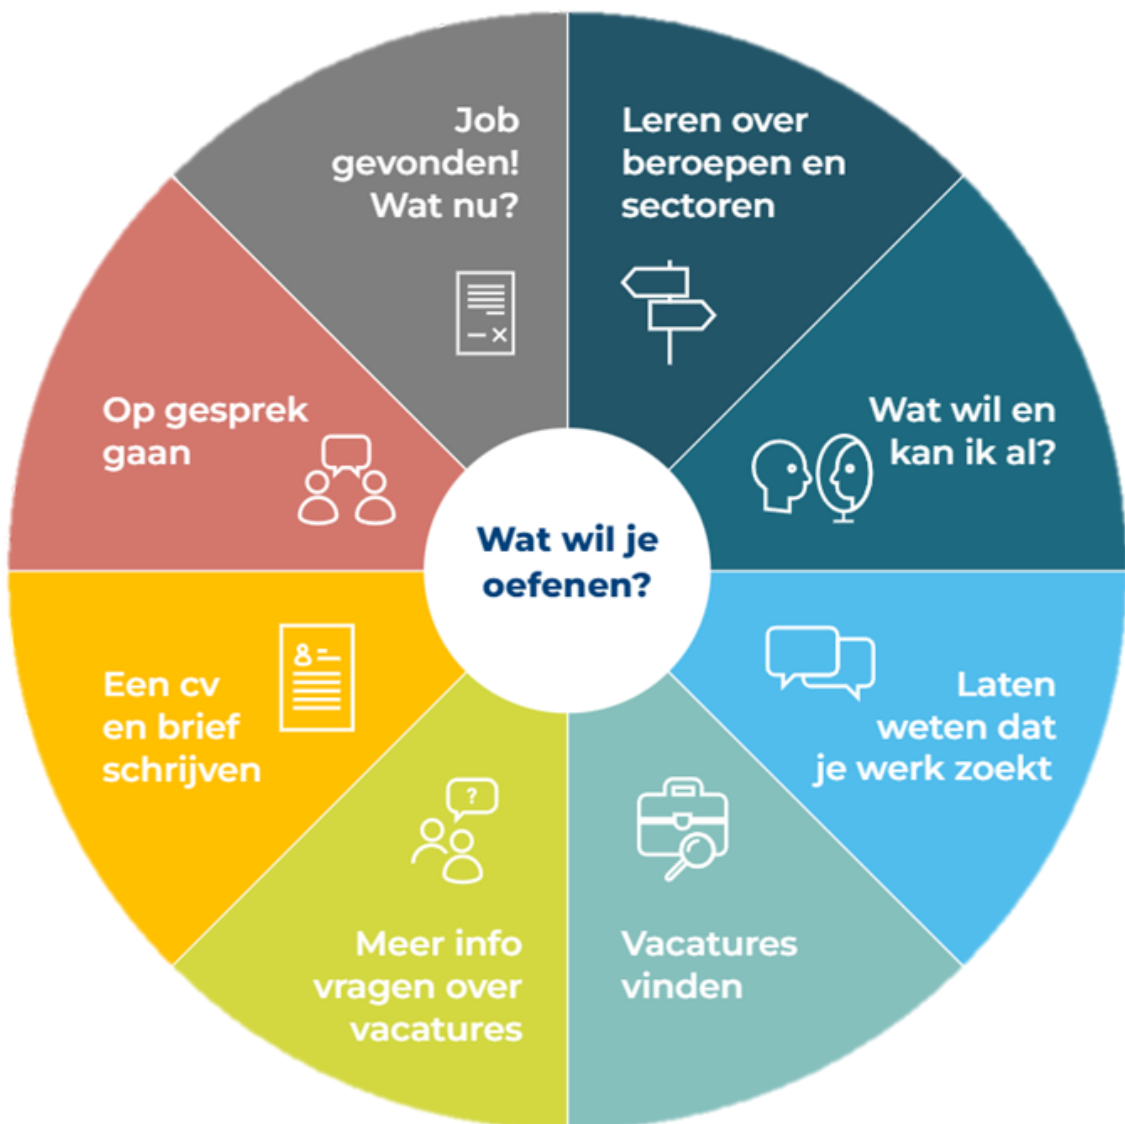 Job
gevonden!
Wat nu?
Leren over
beroepen en
sectoren
Wat wil en
kan ik al?
Laten
weten dat
je werk zoekt
Vacatures
vinden
Meer info
vragen over
vacatures
?
Een cv
en brief
schrijven
Op gesprek
gaan
Wat wil je
oefenen?